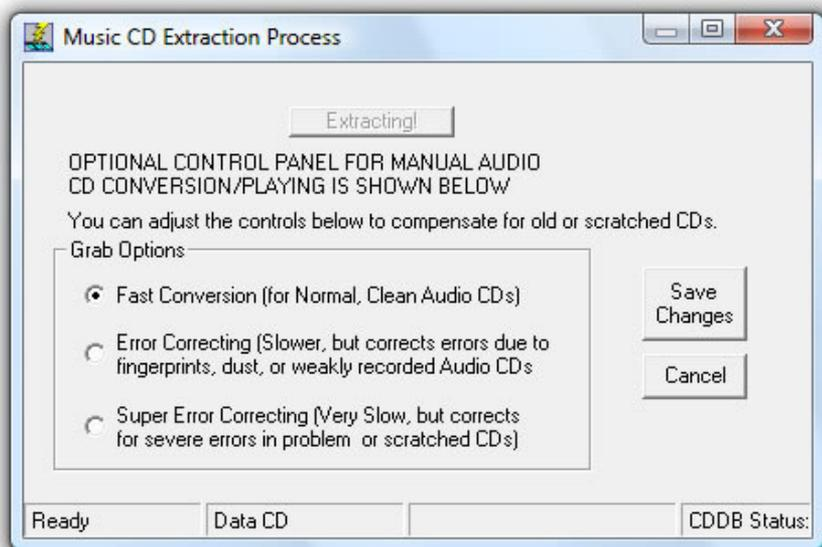 Music CD Extraction Process
Extracting!
OPTIONAL CONTROL PANEL FOR MANUAL AUDIO
CD CONVERSION/PLAYING IS SHOWN BELOW
You can adjust the controls below to compensate for old or scratched CDs.
Grab Options
Fast Conversion (for Normal, Clean Audio CDs)
Error Correcting (Slower, but corrects errors due to
fingerprints, dust, or weakly recorded Audio CDs
Super Error Correcting (Very Slow, but corrects
for severe errors in problem  or scratched CDs)
Save
Changes
Cancel
Ready
Data CD
CDDB Status: